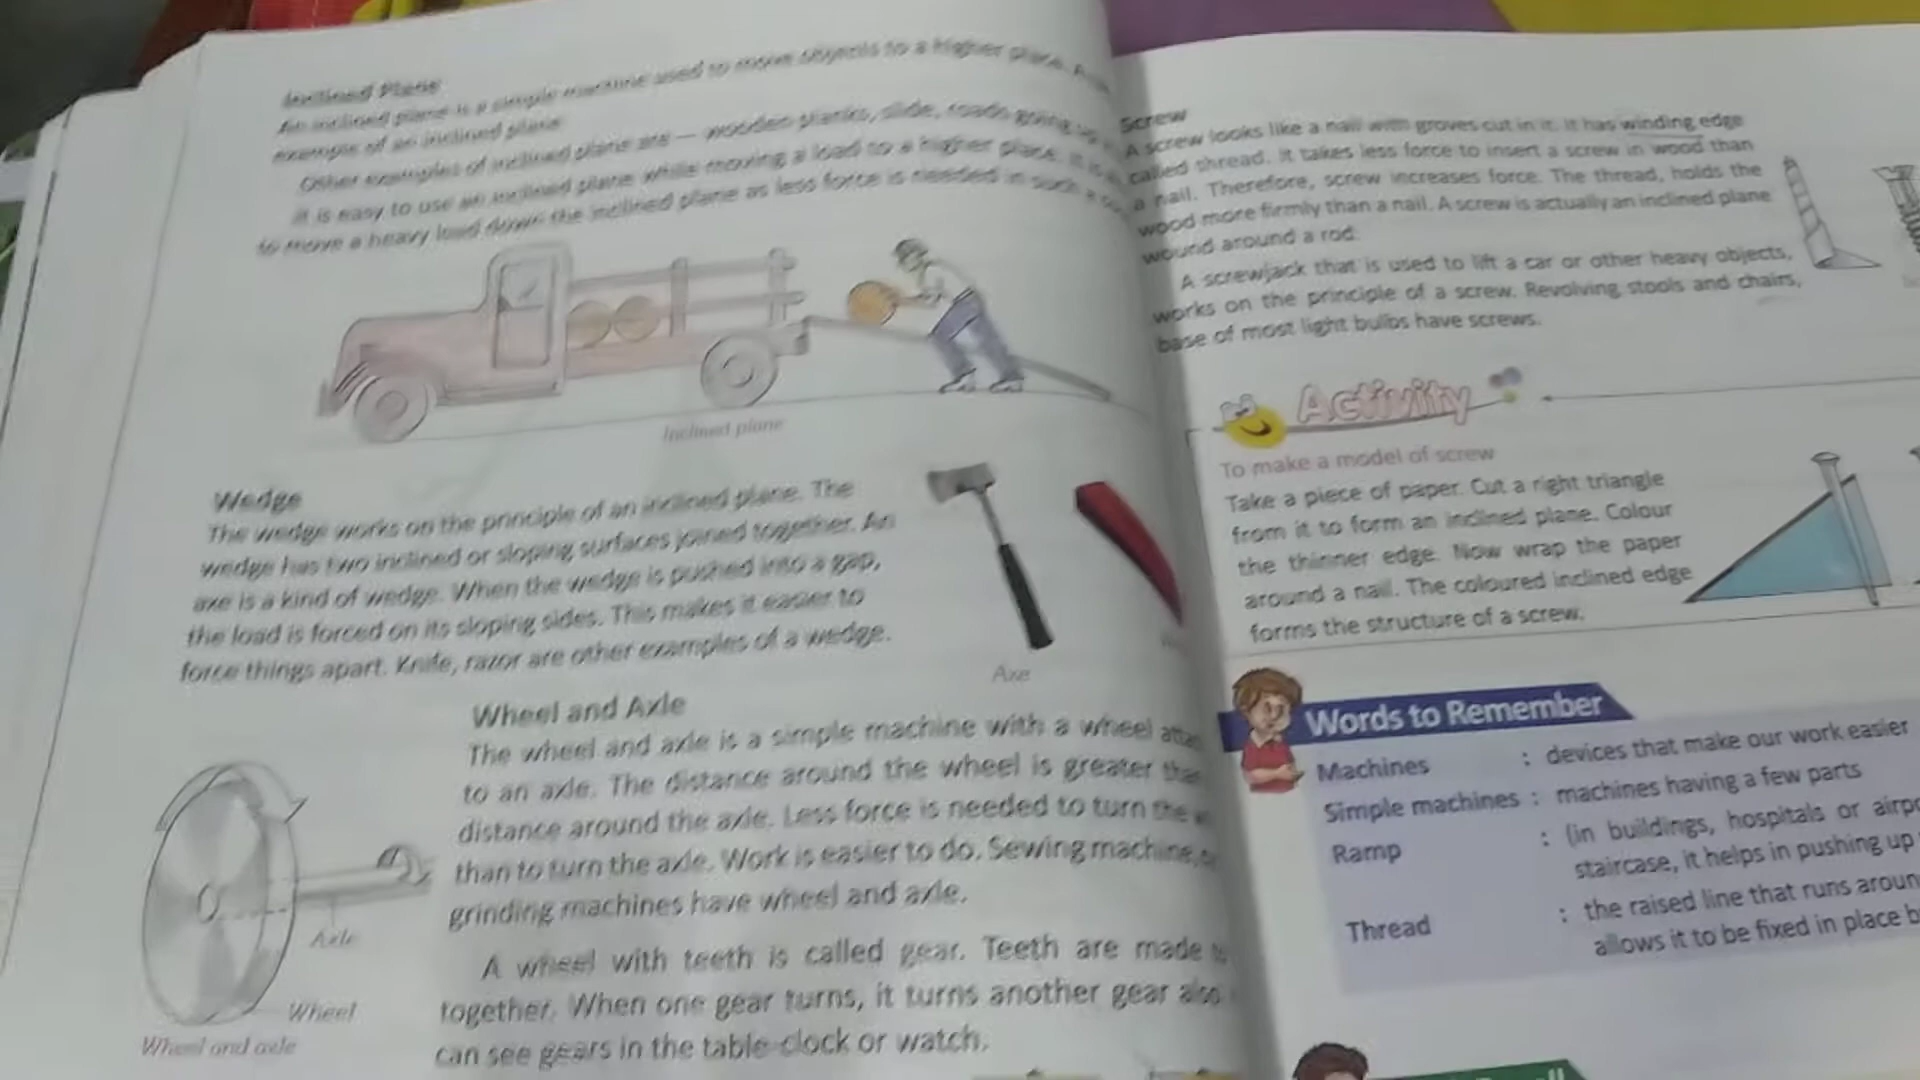 Inclined Plane
An inclined plane is a simple machine used to move objects to a higher place. A
example of an inclined plane.
Other examples of inclined plane are — wooden planks, slide, roads going up
It is easy to use an inclined plane while moving a load to a higher place. It is
to move a heavy load down the inclined plane as less force is needed in such a
Inclined plane
Wedge
The wedge works on the principle of an inclined plane. The
wedge has two inclined or sloping surfaces joined together. An
axe is a kind of wedge. When the wedge is pushed into a gap,
the load is forced on its sloping sides. This makes it easier to
force things apart. Knife, razor are other examples of a wedge.
Axe
Wheel and Axle
The wheel and axle is a simple machine with a wheel
to an axle. The distance around the wheel is greater
distance around the axle. Less force is needed to turn the
than to turn the axle. Work is easier to do. Sewing machine,
grinding machines have wheel and axle.
A wheel with teeth is called gear. Teeth are made
together. When one gear turns, it turns another gear also
can see gears in the table-clock or watch.
Axle
Wheel
Wheel and axle
Screw
A screw looks like a nail with groves cut in it. It has winding edge
called thread. It takes less force to insert a screw in wood than
a nail. Therefore, screw increases force. The thread, holds the
wood more firmly than a nail. A screw is actually an inclined plane
wound around a rod.
A screwjack that is used to lift a car or other heavy objects,
works on the principle of a screw. Revolving stools and chairs,
base of most light bulbs have screws.
Activity
To make a model of screw
Take a piece of paper. Cut a right triangle
from it to form an inclined plane. Colour
the thinner edge. Now wrap the paper
around a nail. The coloured inclined edge
forms the structure of a screw.
Words to Remember
Machines : devices that make our work easier
Simple machines : machines having a few parts
Ramp : (in buildings, hospitals or
staircase, it helps in pushing up
Thread : the raised line that runs
allows it to be fixed in place